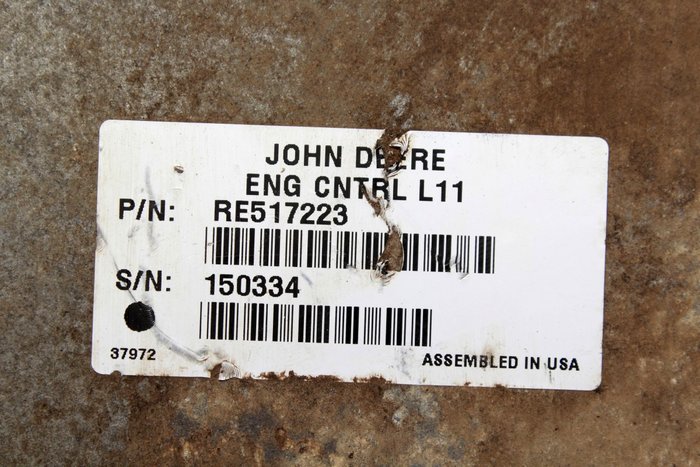 JOHN DEERE
ENG CNTRL L11
P/N: RE517223
S/N: 150334
37972
ASSEMBLED IN USA